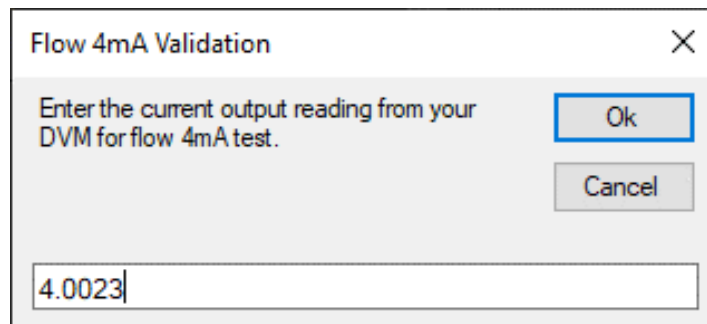 Flow 4mA Validation
Enter the current output reading from your
DVM for flow 4mA test.
Ok
Cancel
4.0023